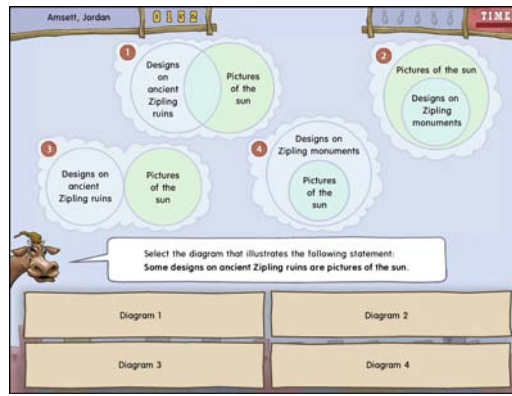 Amsett, Jordan
0162
TIME
1
Designs
on
ancient
Zipling
ruins
Pictures
of the
sun
2
Pictures of the sun
Designs on
Zipling
monuments
3
Designs on
ancient
Zipling ruins
Pictures
of the
sun
4
Designs on
Zipling monuments
Pictures
of the
sun
Select the diagram that illustrates the following statement:
Some designs on ancient Zipling ruins are pictures of the sun.
Diagram 1
Diagram 2
Diagram 3
Diagram 4